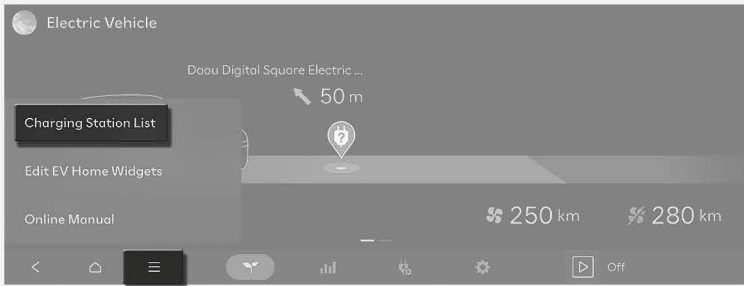 Electric Vehicle
Daou Digital Square Electric ...
50 m
Charging Station List
Edit EV Home Widgets
Online Manual
250 km
280 km
Off